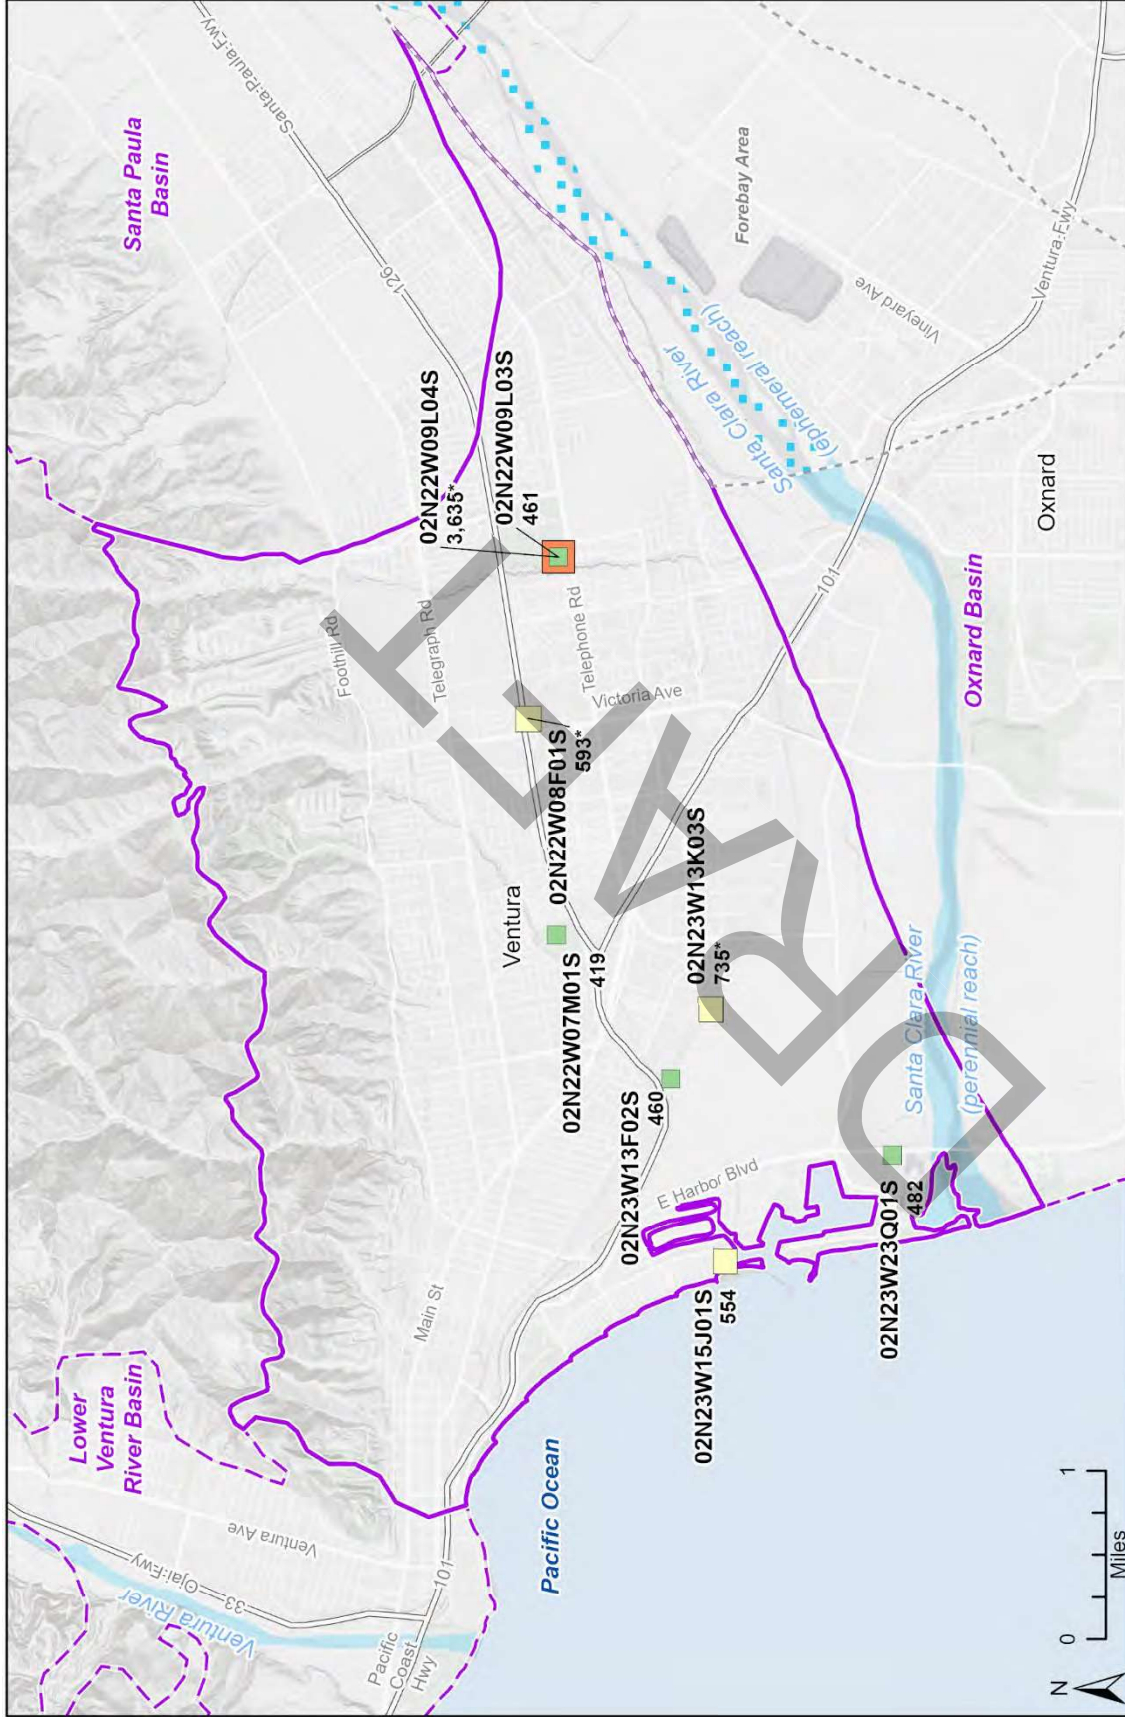 Lower
Ventura
River Basin
Santa Paula
Basin
Santa-Paula-Fwy
126
Ojai-Fwy
33
Ventura River
Ventura Ave
Pacific
Coast
Hwy
101
Main St
Foothill Rd
Telegraph Rd
Telephone Rd
Victoria Ave
02N22W09L04S
3,635*
02N22W09L03S
461
Ventura
02N22W08F01S
593*
02N22W07M01S
419
02N23W13K03S
735*
02N23W13F02S
460
E Harbor Blvd
02N23W15J01S
554
02N23W23Q01S
482
Pacific Ocean
Forebay Area
Vineyard Ave
Ventura-Fwy
101
Santa Clara River
(ephemeral reach)
Santa Clara River
(perennial reach)
Oxnard Basin
Oxnard
DRAFT
N
0
1
Miles